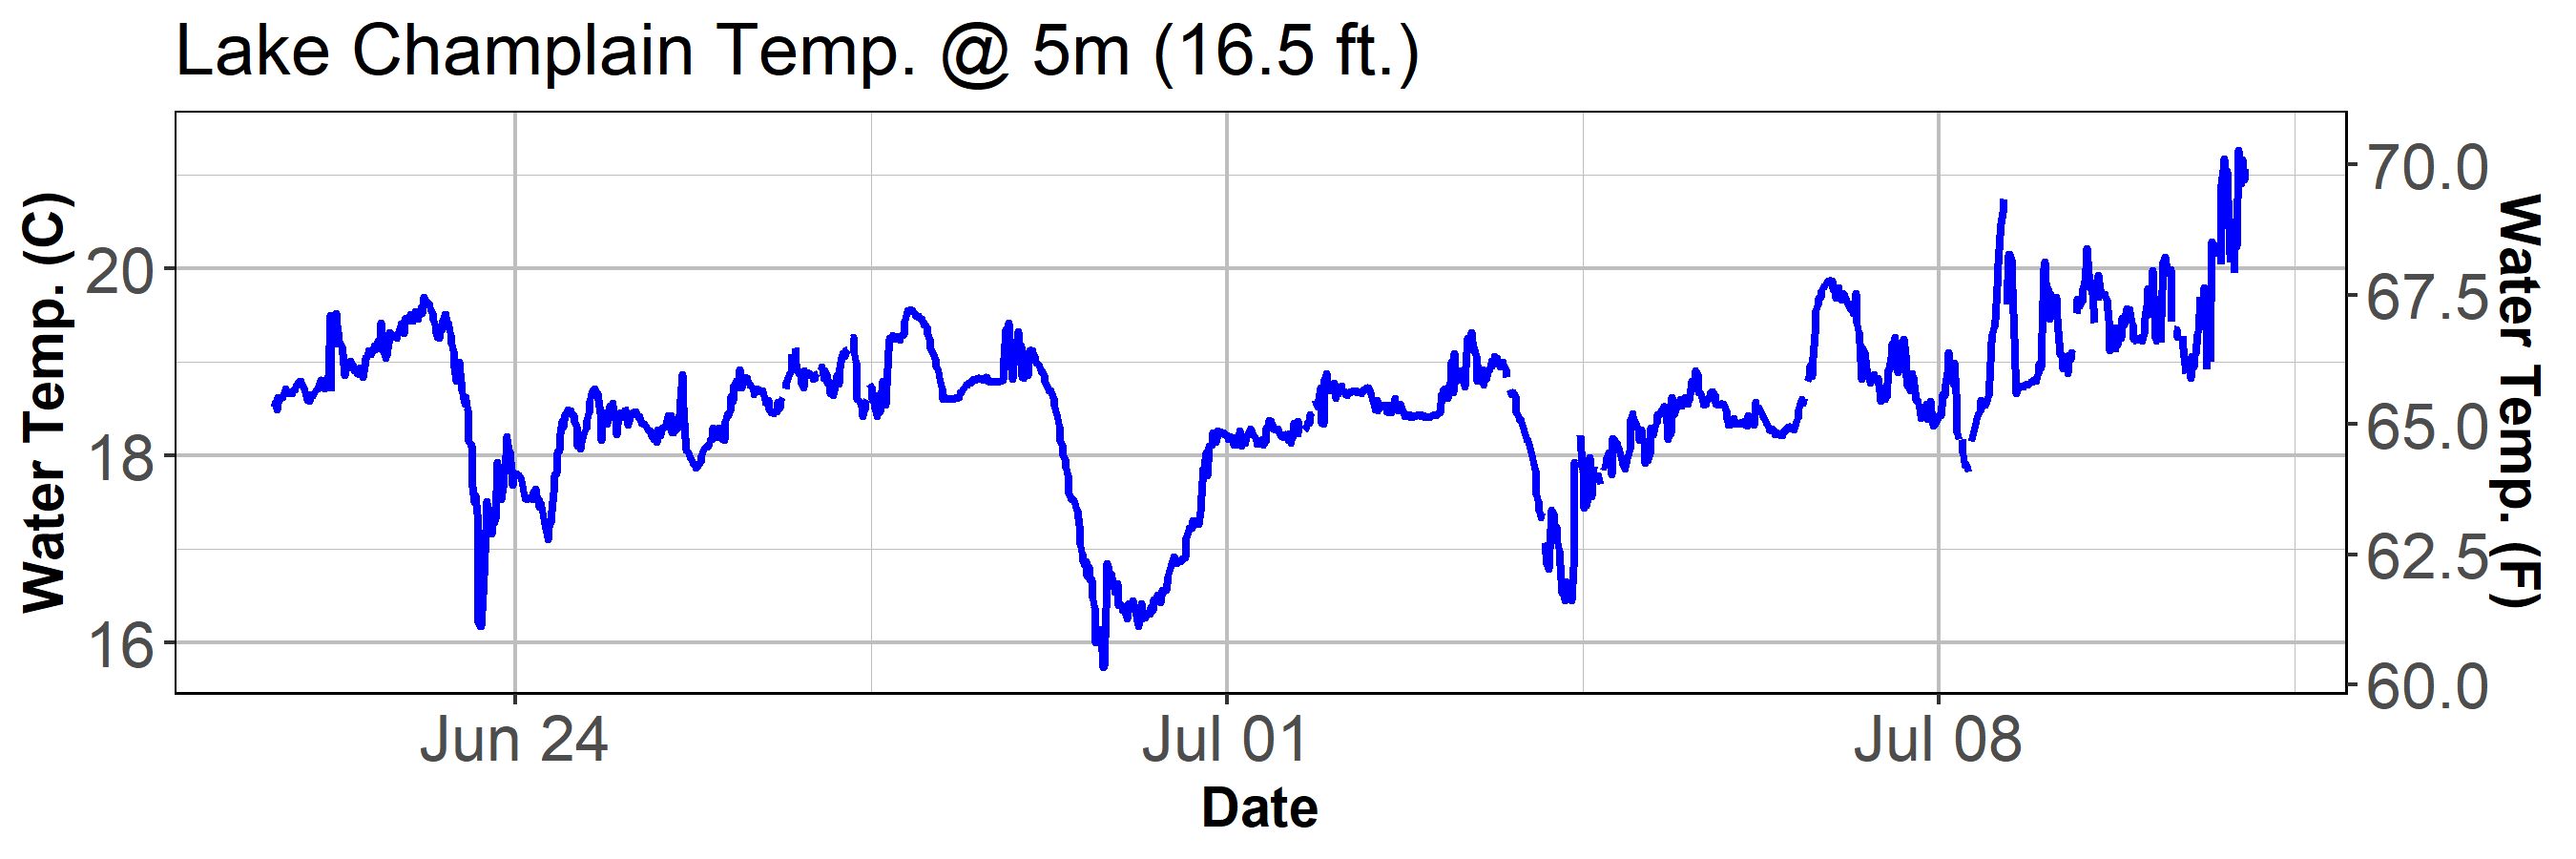 Lake Champlain Temp. @ 5m (16.5 ft.)
Water Temp. (C)
20
18
16
70.0
67.5
65.0
62.5
60.0
Water Temp. (F)
Jun 24
Jul 01
Jul 08
Date